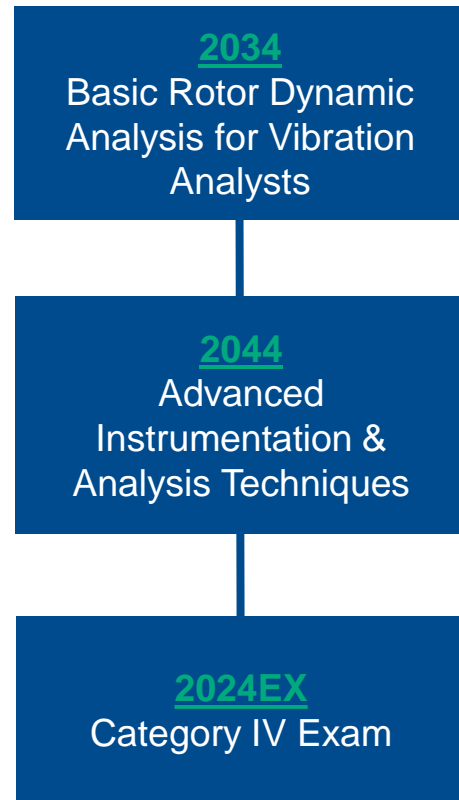 2034
Basic Rotor Dynamic
Analysis for Vibration
Analysts
2044
Advanced
Instrumentation &
Analysis Techniques
2024EX
Category IV Exam